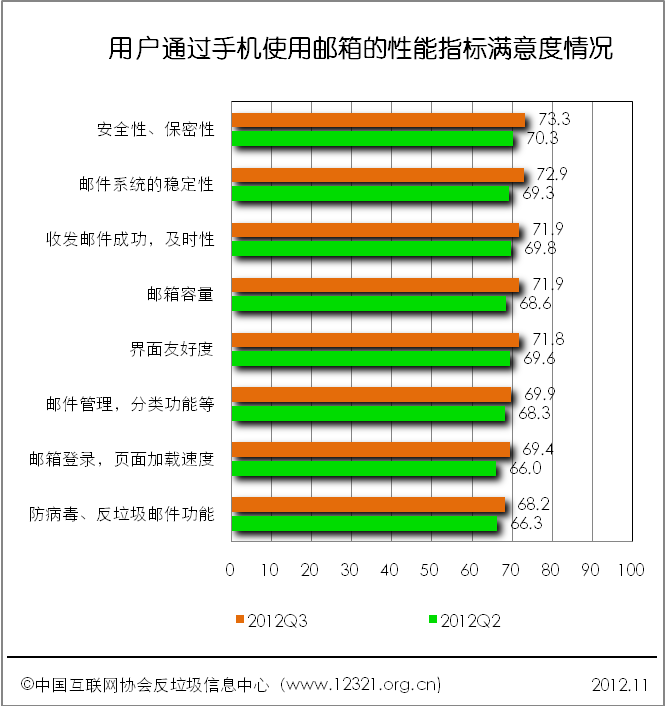 用户通过手机使用邮箱的性能指标满意度情况
安全性、保密性
73.3
70.3
邮件系统的稳定性
72.9
69.3
收发邮件成功，及时性
71.9
69.8
邮箱容量
71.9
68.6
界面友好度
71.8
69.6
邮件管理，分类功能等
69.9
68.3
邮箱登录，页面加载速度
69.4
66.0
防病毒、反垃圾邮件功能
68.2
66.3
0 10 20 30 40 50 60 70 80 90 100
2012Q3 2012Q2
©中国互联网协会反垃圾信息中心（www.12321.org.cn) 2012.11